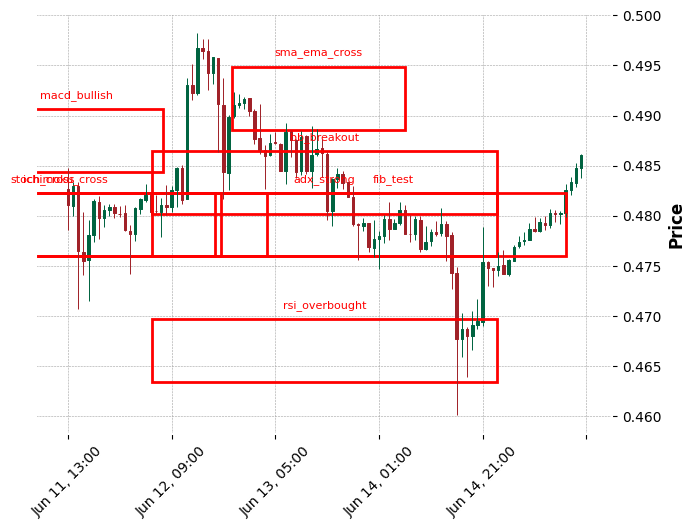 0.500
sma_ema_cross
0.495
macd_bullish
0.490
bb_breakout
0.485
stoch_cross
adx_strong
fib_test
0.480
Price
0.475
rsi_overbought
0.470
0.465
0.460
Jun 11, 13:00
Jun 12, 09:00
Jun 13, 05:00
Jun 14, 01:00
Jun 14, 21:00